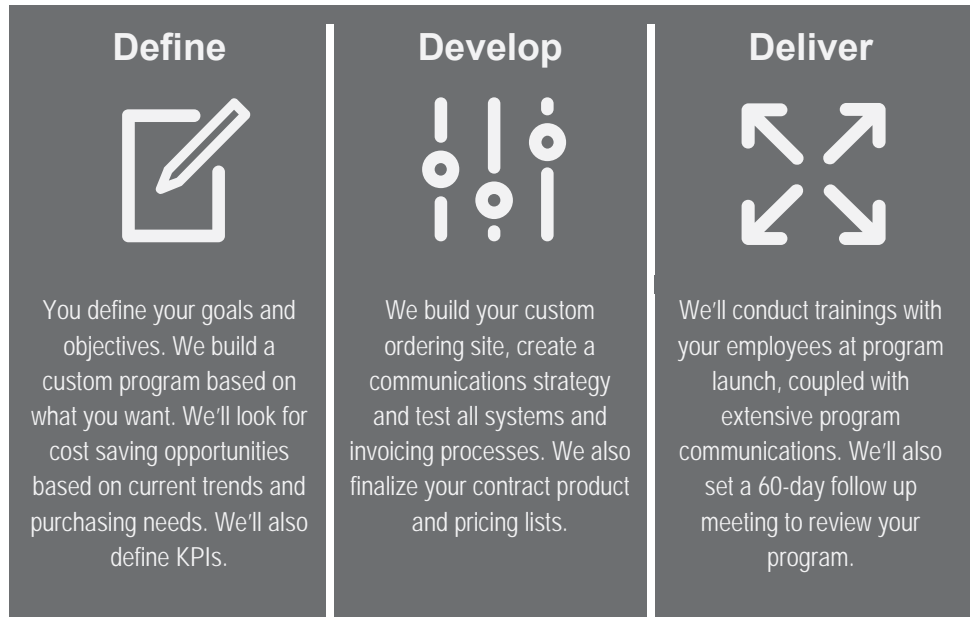 Define
You define your goals and
objectives. We build a
custom program based on
what you want. We'll look for
cost saving opportunities
based on current trends and
purchasing needs. We'll also
define KPIs.
Develop
We build your custom
ordering site, create a
communications strategy
and test all systems and
invoicing processes. We also
finalize your contract product
and pricing lists.
Deliver
We'll conduct trainings with
your employees at program
launch, coupled with
extensive program
communications. We'll also
set a 60-day follow up
meeting to review your
program.